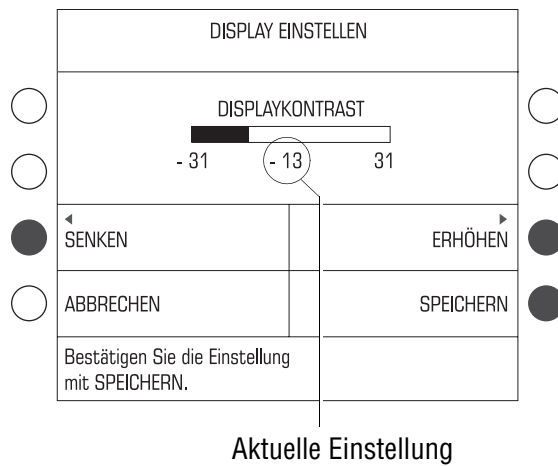 DISPLAY EINSTELLEN
DISPLAYKONTRAST
- 31 - 13 31
SENKEN ERHÖHEN
ABBRECHEN SPEICHERN
Bestätigen Sie die Einstellung
mit SPEICHERN.
Aktuelle Einstellung